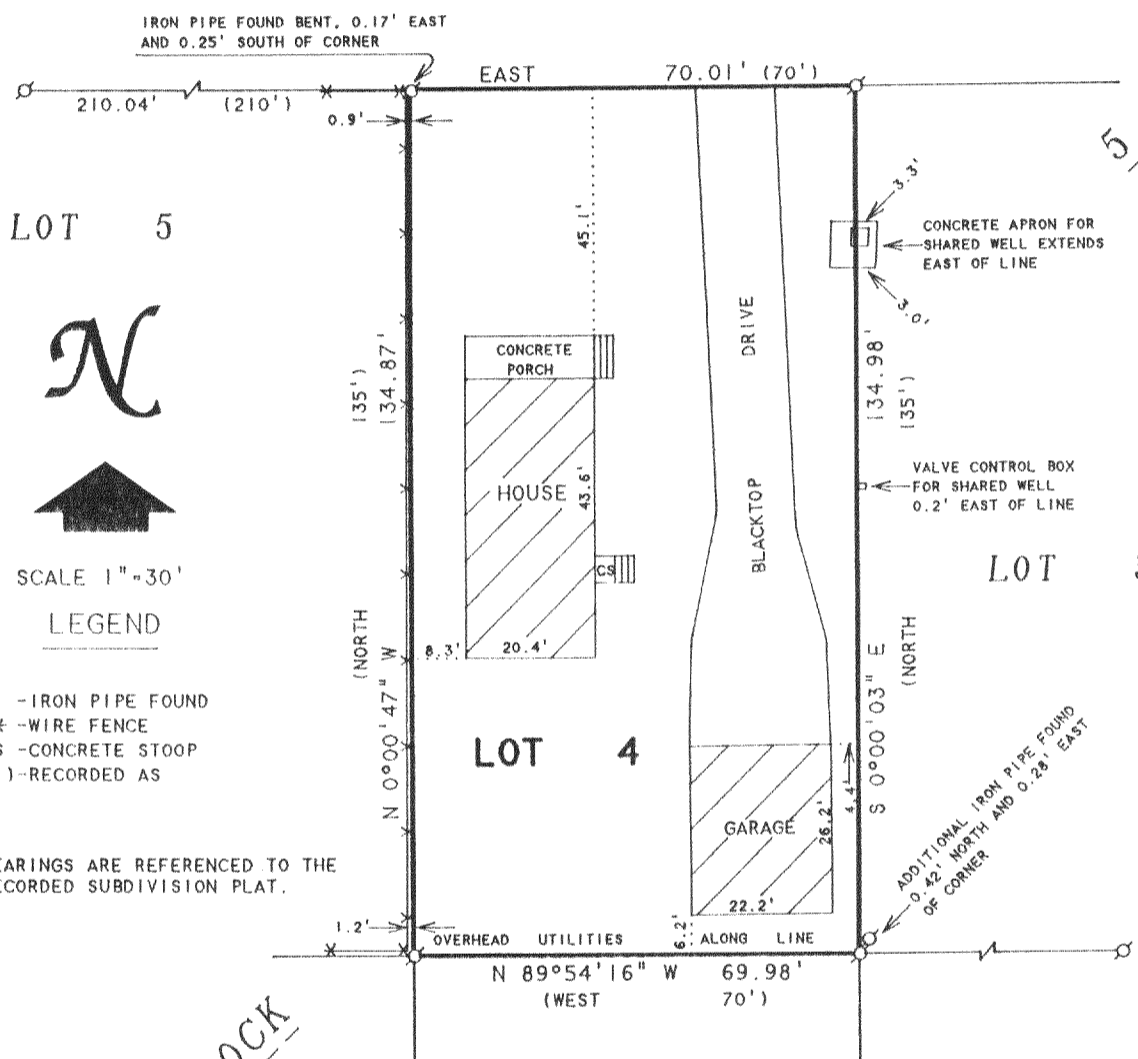 IRON PIPE FOUND BENT, 0.17' EAST
AND 0.25' SOUTH OF CORNER
EAST 70.01' (70')
210.04' (210')
0.9'
LOT 5
5
3.3'
CONCRETE APRON FOR
SHARED WELL EXTENDS
EAST OF LINE
3.0'
45.1'
N
CONCRETE
PORCH
DRIVE
BLACKTOP
134.87'
135')
134.98'
135')
HOUSE
43.6'
VALVE CONTROL BOX
FOR SHARED WELL
0.2' EAST OF LINE
CS
LOT
SCALE 1"=30'
LEGEND
8.3'
20.4'
(NORTH
N 0°00'47" W
S 0°00'03" E
(NORTH
-IRON PIPE FOUND
-WIRE FENCE
S -CONCRETE STOOP
)-RECORDED AS
LOT 4
GARAGE
26.2'
4.4'
22.2'
ADDITIONAL IRON PIPE FOUND
0.42' NORTH AND 0.28' EAST
OF CORNER
EARINGS ARE REFERENCED TO THE
ECORDED SUBDIVISION PLAT.
1.2'
6.2'
OVERHEAD UTILITIES ALONG LINE
N 89°54'16" W 69.98'
(WEST 70')
OCK